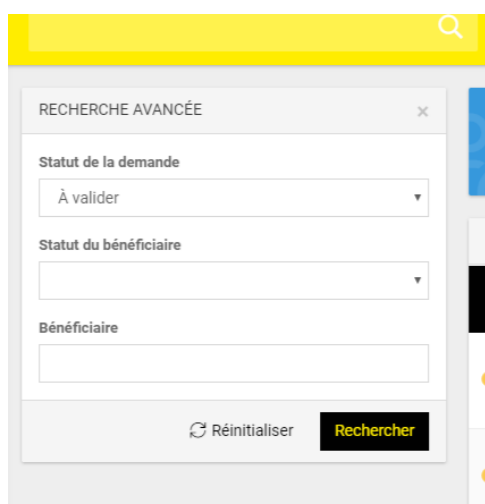 RECHERCHE AVANCÉE ×
Statut de la demande
À valider
Statut du bénéficiaire
Bénéficiaire
Réinitialiser Rechercher